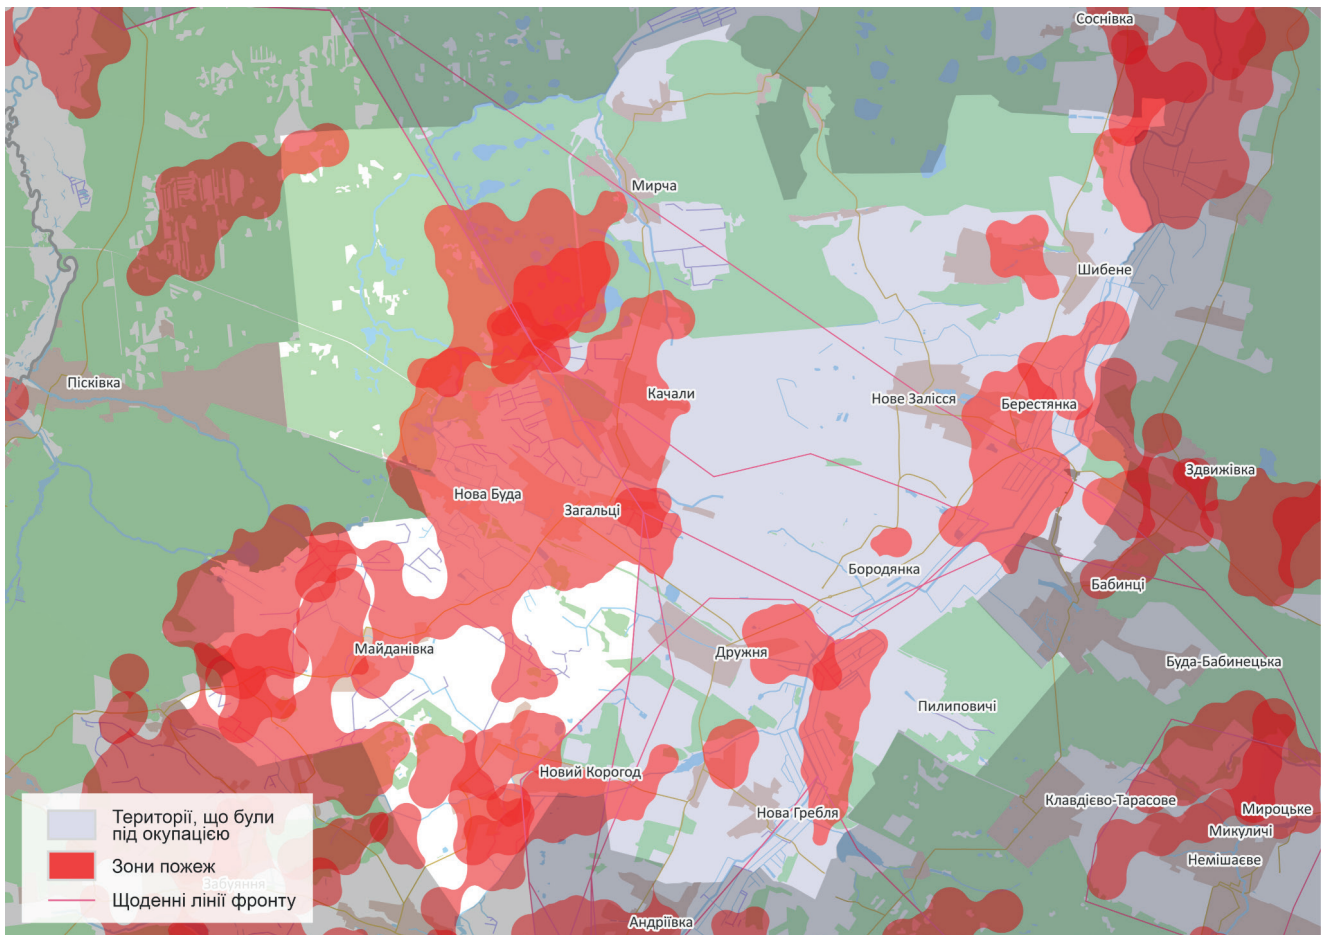 Соснівка
Мирча
Шибене
Пісківка
Качали
Нове Залісся
Берестянка
Здвижівка
Нова Буда
Загальці
Бородянка
Бабинці
Майданівка
Дружня
Буда-Бабинецька
Пилиповичі
Новий Корогод
Клавдієво-Тарасове
Мироцьке
Нова Гребля
Микуличі
Немішаєве
Андріївка
Території, що були
під окупацією
Зони пожеж
Забуяння
Щоденні лінії фронту